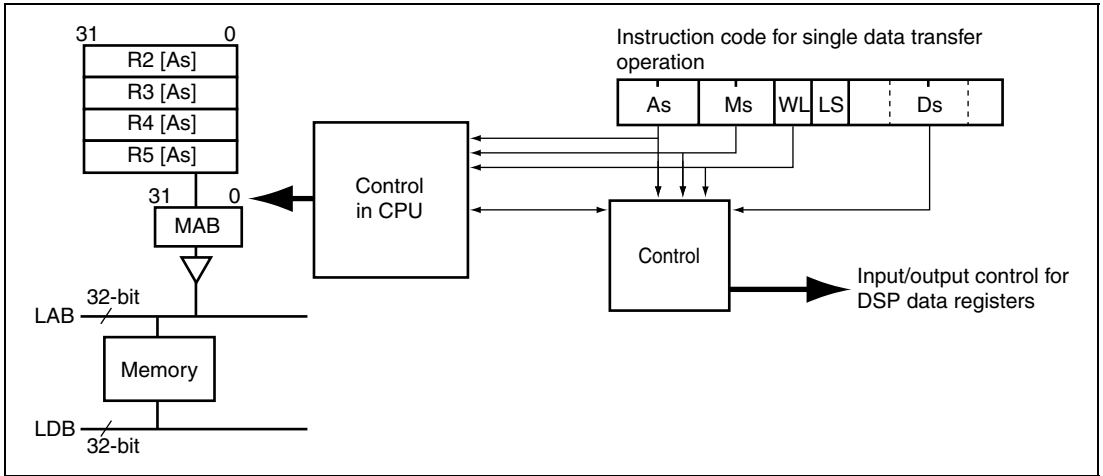 31 0
R2 [As]
R3 [As]
R4 [As]
R5 [As]
31 0
MAB
32-bit
LAB
Memory
LDB
32-bit
Control
in CPU
Instruction code for single data transfer
operation
As Ms WL LS Ds
Control
Input/output control for
DSP data registers